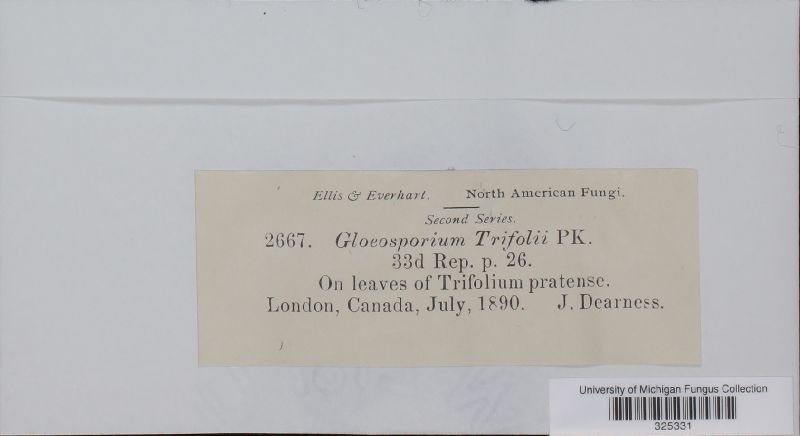 Ellis & Everhart. North American Fungi.
Second Series.
2667. Gloeosporium Trifolii PK.
33d Rep. p. 26.
On leaves of Trifolium pratense.
London, Canada, July, 1890. J. Dearness.
University of Michigan Fungus Collection
325331